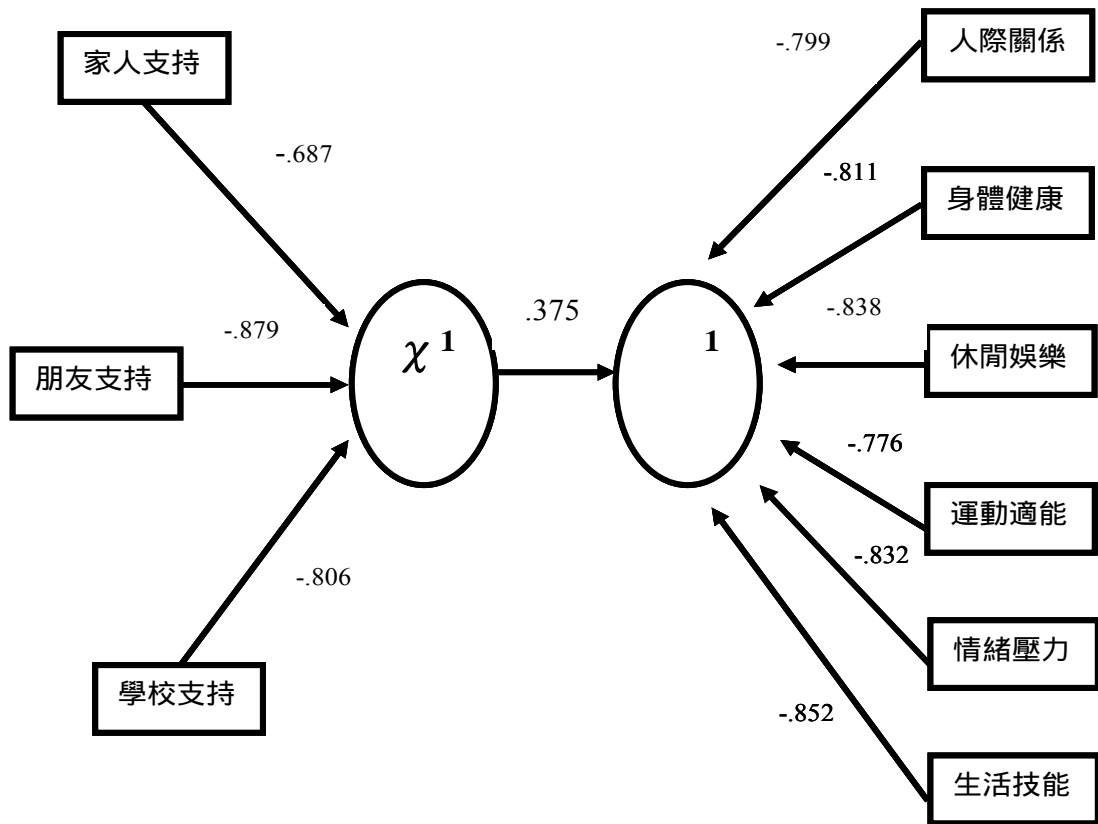 家人支持
-.687
朋友支持
-.879
學校支持
-.806
χ 1
.375
1
-.799
人際關係
-.811
身體健康
-.838
休閒娛樂
-.776
運動適能
-.832
情緒壓力
-.852
生活技能